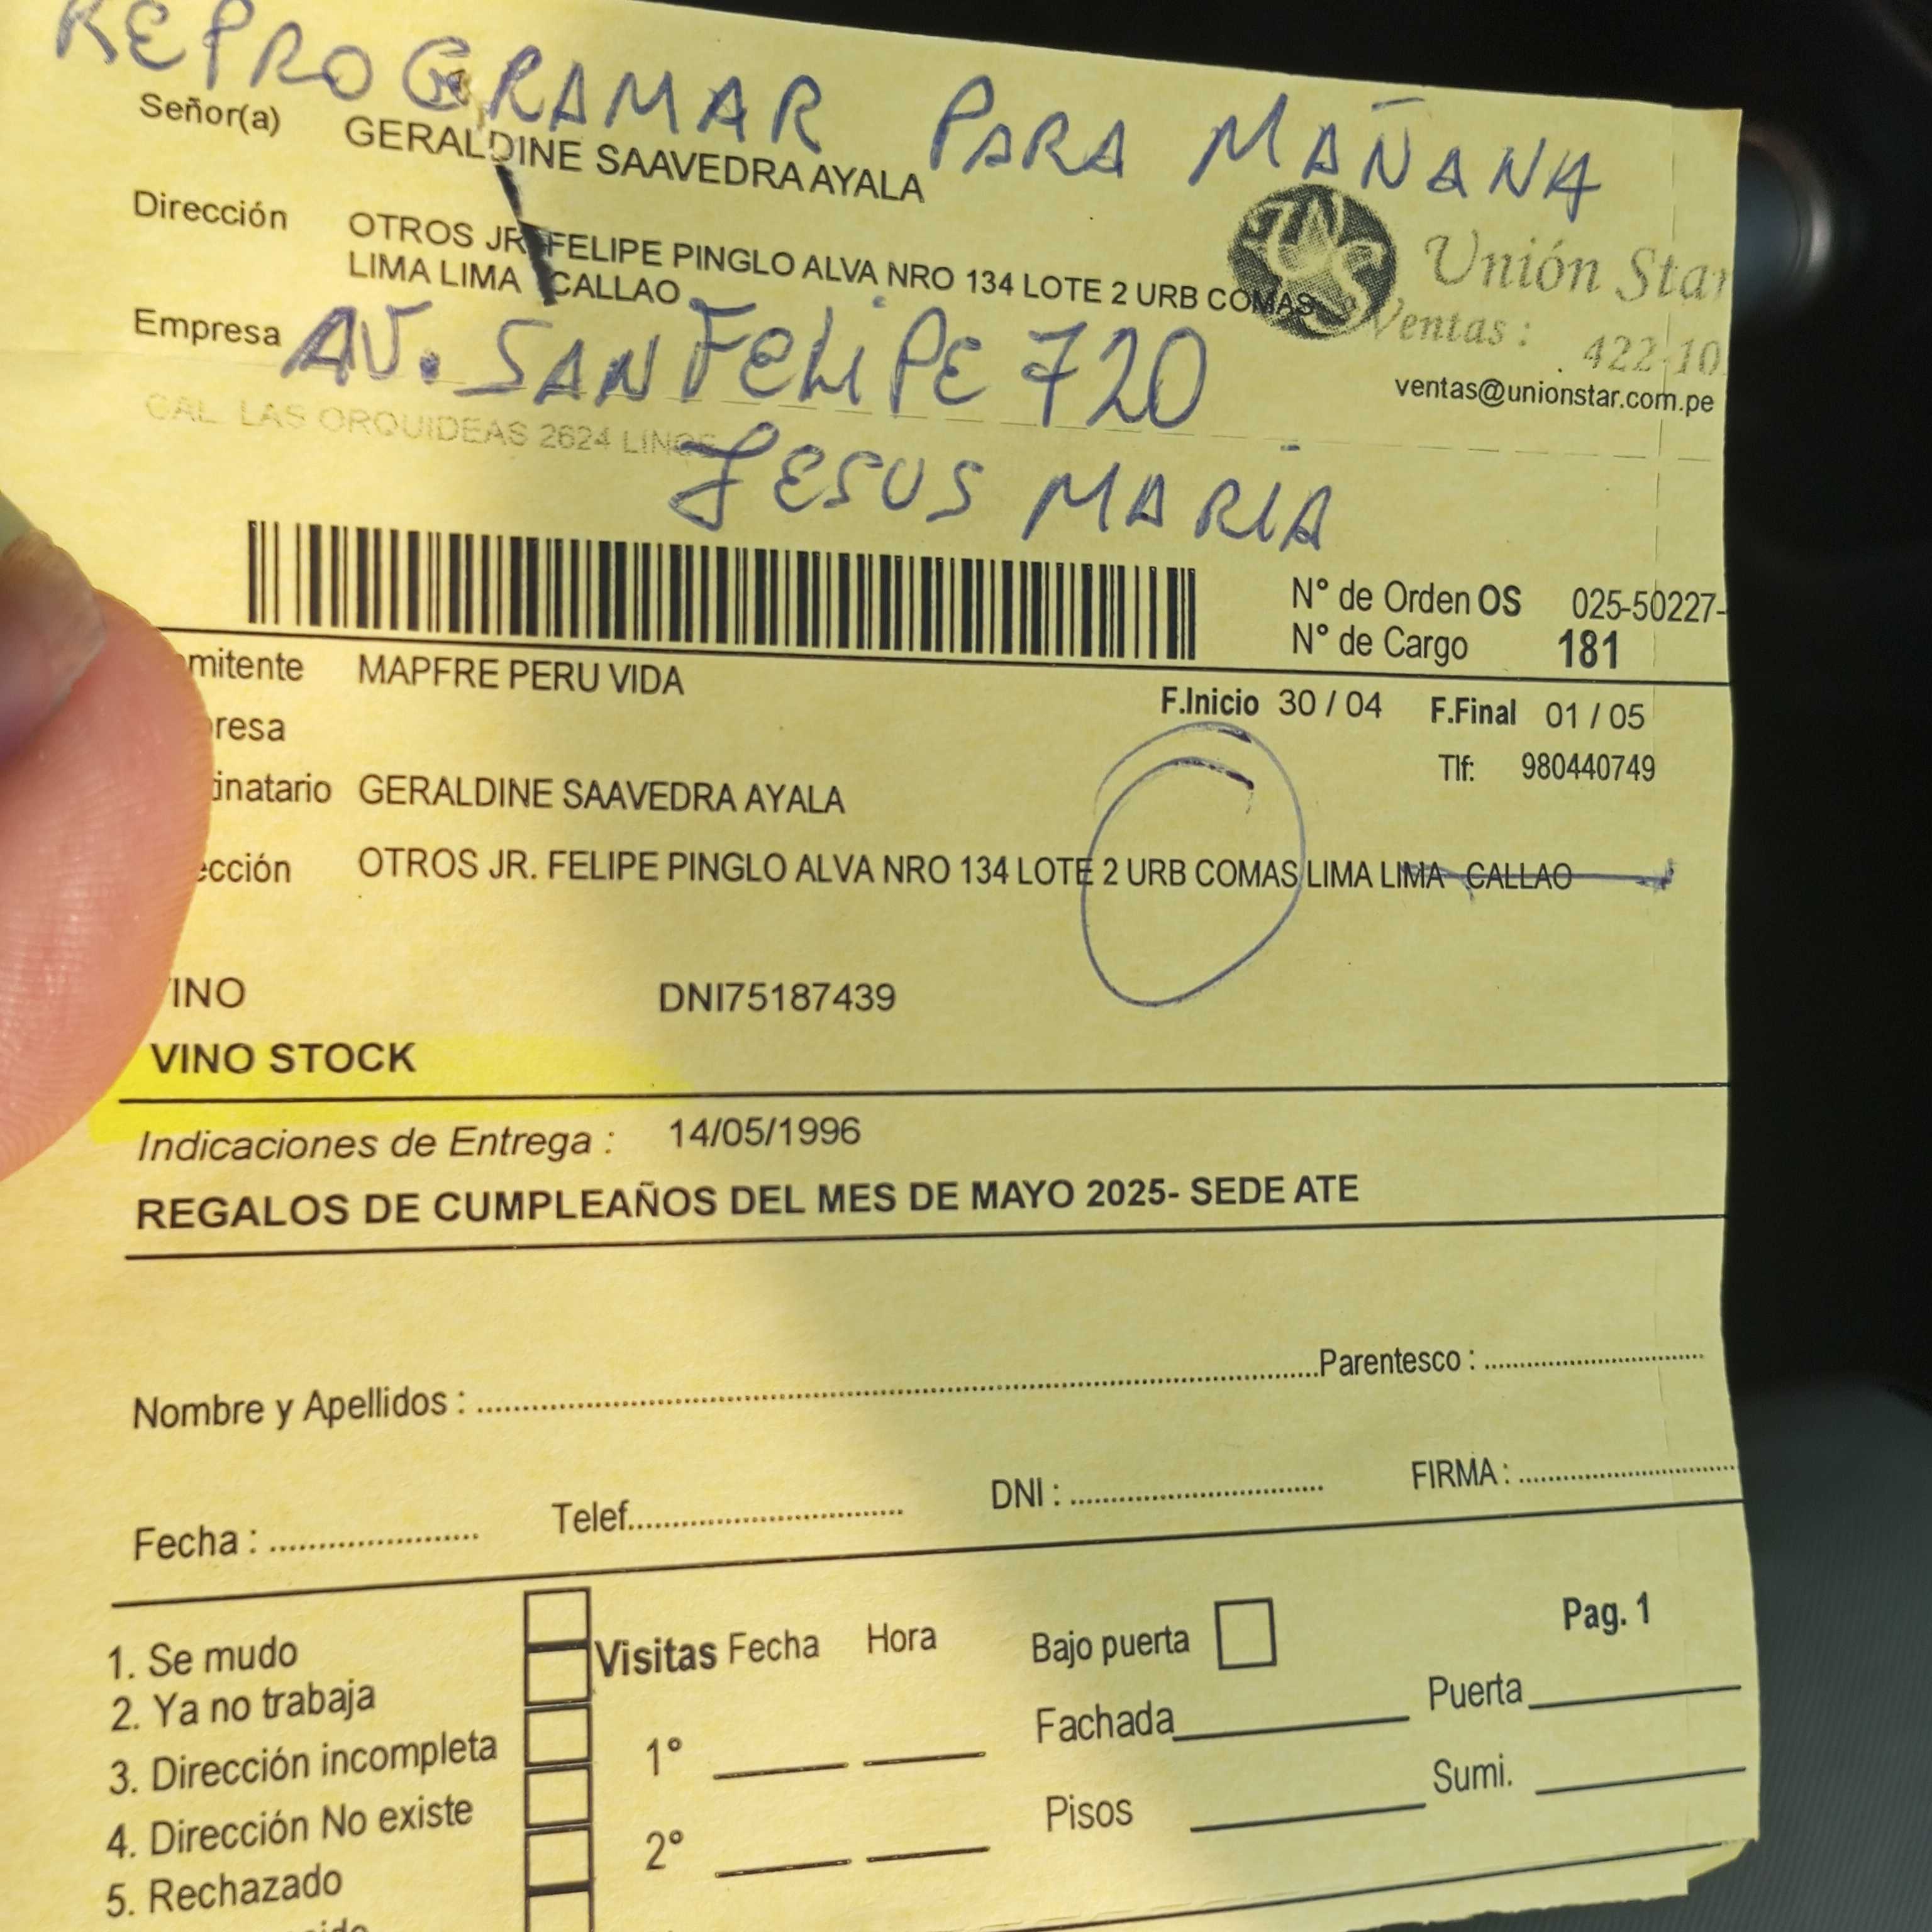 REPROGRAMAR PARA MAÑANA
Señor(a) GERALDINE SAAVEDRA AYALA
Dirección OTROS JR. FELIPE PINGLO ALVA NRO 134 LOTE 2 URB COMAS
LIMA LIMA CALLAO
Unión Star
Ventas : 422-10
ventas@unionstar.com.pe
Empresa
AV. SAN FELIPE 720
CAL. LAS ORQUIDEAS 2624 LINCE
JESUS MARIA
N° de Orden OS 025-50227-
N° de Cargo 181
mitente MAPFRE PERU VIDA
F.Inicio 30 / 04 F.Final 01 / 05
resa
Tlf: 980440749
tinatario GERALDINE SAAVEDRA AYALA
ección OTROS JR. FELIPE PINGLO ALVA NRO 134 LOTE 2 URB COMAS LIMA LIMA CALLAO
VINO DNI75187439
VINO STOCK
Indicaciones de Entrega : 14/05/1996
REGALOS DE CUMPLEAÑOS DEL MES DE MAYO 2025- SEDE ATE
Nombre y Apellidos : Parentesco :
Fecha : Telef. DNI : FIRMA :
1. Se mudo
2. Ya no trabaja
3. Dirección incompleta
4. Dirección No existe
5. Rechazado
Visitas Fecha Hora
1°
2°
Bajo puerta
Pag. 1
Fachada Puerta
Pisos Sumi.